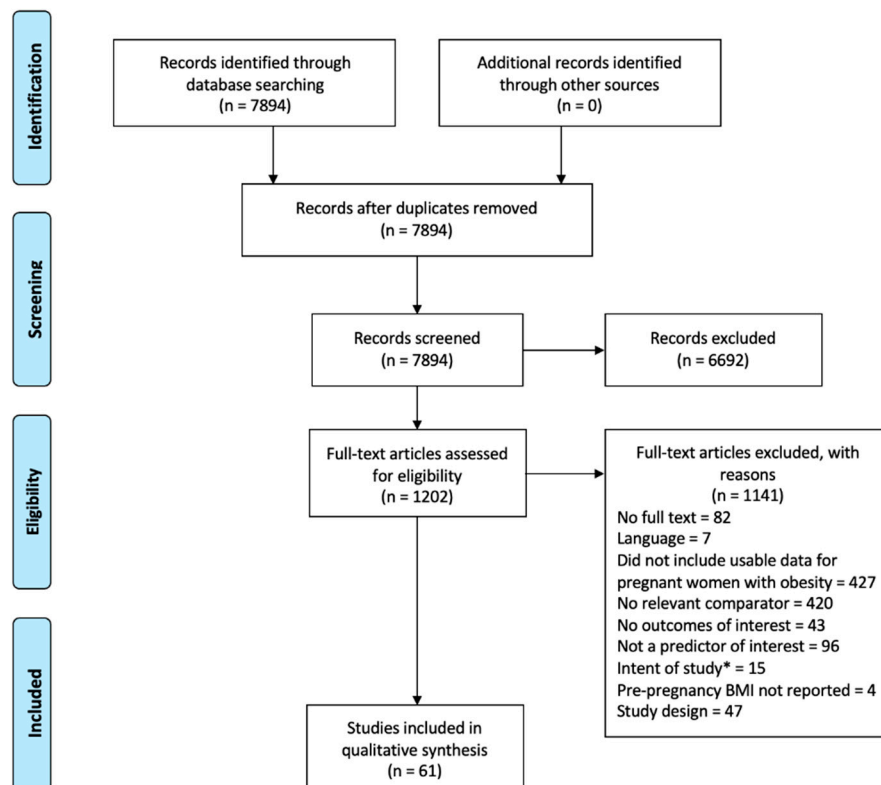 Identification
Records identified through
database searching
(n = 7894)
Additional records identified
through other sources
(n = 0)
Records after duplicates removed
(n = 7894)
Screening
Records screened
(n = 7894)
Records excluded
(n = 6692)
Eligibility
Full-text articles assessed
for eligibility
(n = 1202)
Full-text articles excluded, with
reasons
(n = 1141)
No full text = 82
Language = 7
Did not include usable data for
pregnant women with obesity = 427
No relevant comparator = 420
No outcomes of interest = 43
Not a predictor of interest = 96
Intent of study* = 15
Pre-pregnancy BMI not reported = 4
Study design = 47
Included
Studies included in
qualitative synthesis
(n = 61)